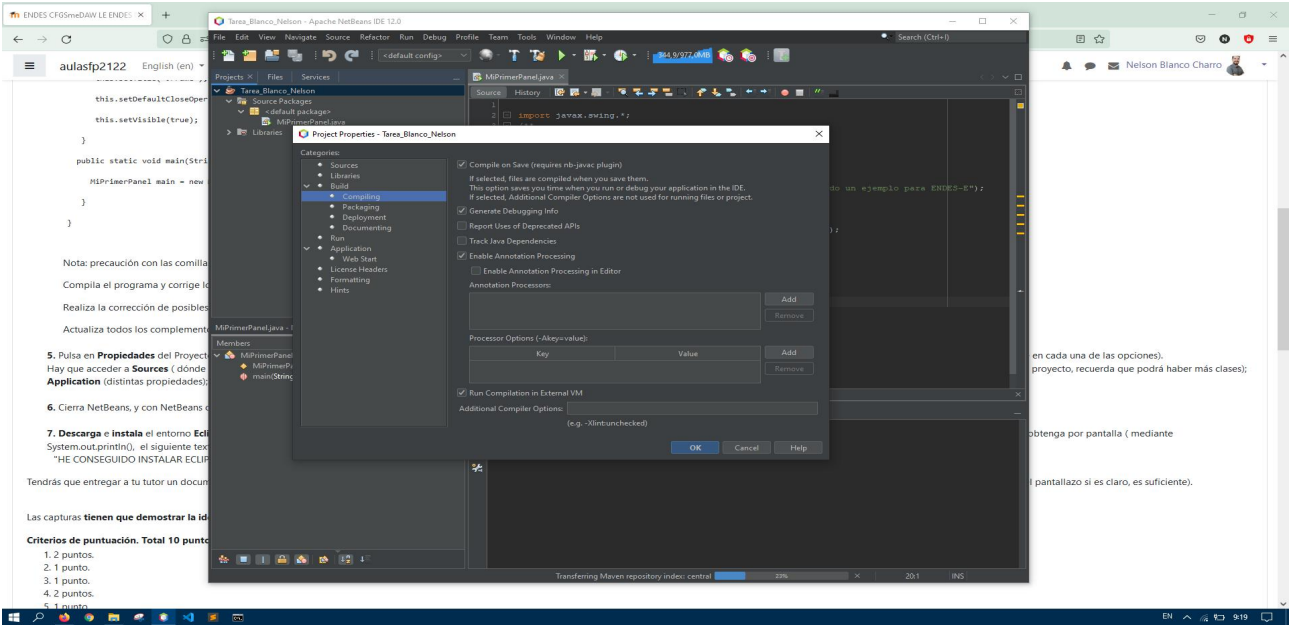 ENDES CFGSmeDAW LE ENDES
aulasfp2122 English (en)
Nelson Blanco Charro
this.setDefaultCloseOper
this.setVisible(true);
}
public static void main(Stri
MiPrimerPanel main = new
}
}
Nota: precaución con las comilla
Compila el programa y corrige lo
Realiza la corrección de posibles
Actualiza todos los complement
5. Pulsa en Propiedades del Proyect
en cada una de las opciones).
Hay que acceder a Sources ( dónde
proyecto, recuerda que podrá haber más clases);
Application (distintas propiedades);
6. Cierra NetBeans, y con NetBeans
7. Descarga e instala el entorno Ecli
obtenga por pantalla ( mediante
System.out.println(), el siguiente tex
"HE CONSEGUIDO INSTALAR ECLIP
Tendrás que entregar a tu tutor un docum
l pantallazo si es claro, es suficiente).
Las capturas tienen que demostrar la id
Criterios de puntuación. Total 10 punto
1. 2 puntos.
2. 1 punto.
3. 1 punto.
4. 2 puntos.
5. 1 punto
Tarea_Blanco_Nelson - Apache NetBeans IDE 12.0
File Edit View Navigate Source Refactor Run Debug Profile Team Tools Window Help
Search (Ctrl+I)
<default config>
344,9/977,0MB
Projects Files Services
Tarea_Blanco_Nelson
Source Packages
<default package>
MiPrimerPanel.java
Libraries
MiPrimerPanel.java
Source History
1
2 import javax.swing.*;
do un ejemplo para ENDES-E");
);
MiPrimerPanel.java -
Members
MiPrimerPanel
MiPrimerP
main(String
Project Properties - Tarea_Blanco_Nelson
Categories:
Sources
Libraries
Build
Compiling
Packaging
Deployment
Documenting
Run
Application
Web Start
License Headers
Formatting
Hints
Compile on Save (requires nb-javac plugin)
If selected, files are compiled when you save them.
This option saves you time when you run or debug your application in the IDE.
If selected, Additional Compiler Options are not used for running files or project.
Generate Debugging Info
Report Uses of Deprecated APIs
Track Java Dependencies
Enable Annotation Processing
Enable Annotation Processing in Editor
Annotation Processors:
Add
Remove
Processor Options (-Akey=value):
Key Value
Add
Remove
Run Compilation in External VM
Additional Compiler Options:
(e.g. -Xlint:unchecked)
OK Cancel Help
Transferring Maven repository index: central 23% 20:1 INS
EN 9:19